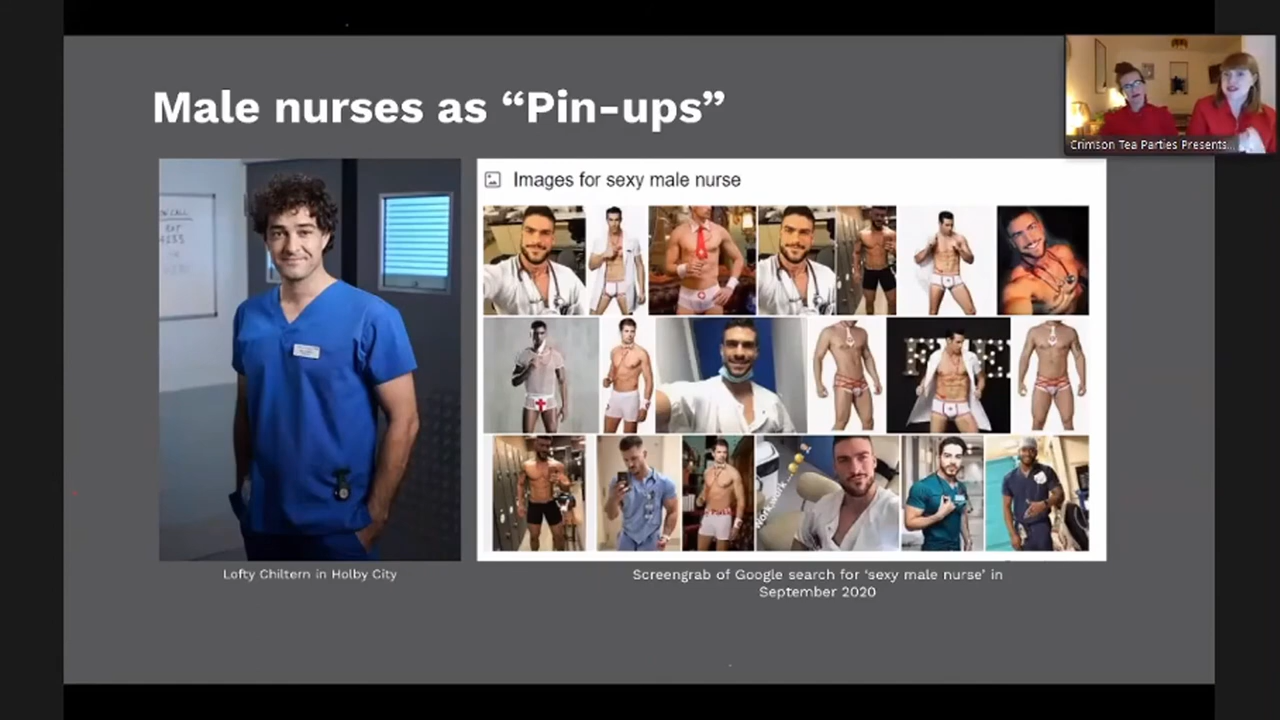 Male nurses as “Pin-ups”
Crimson Tea Parties Presents...
Images for sexy male nurse
Lofty Chiltern in Holby City
Screengrab of Google search for ‘sexy male nurse’ in
September 2020